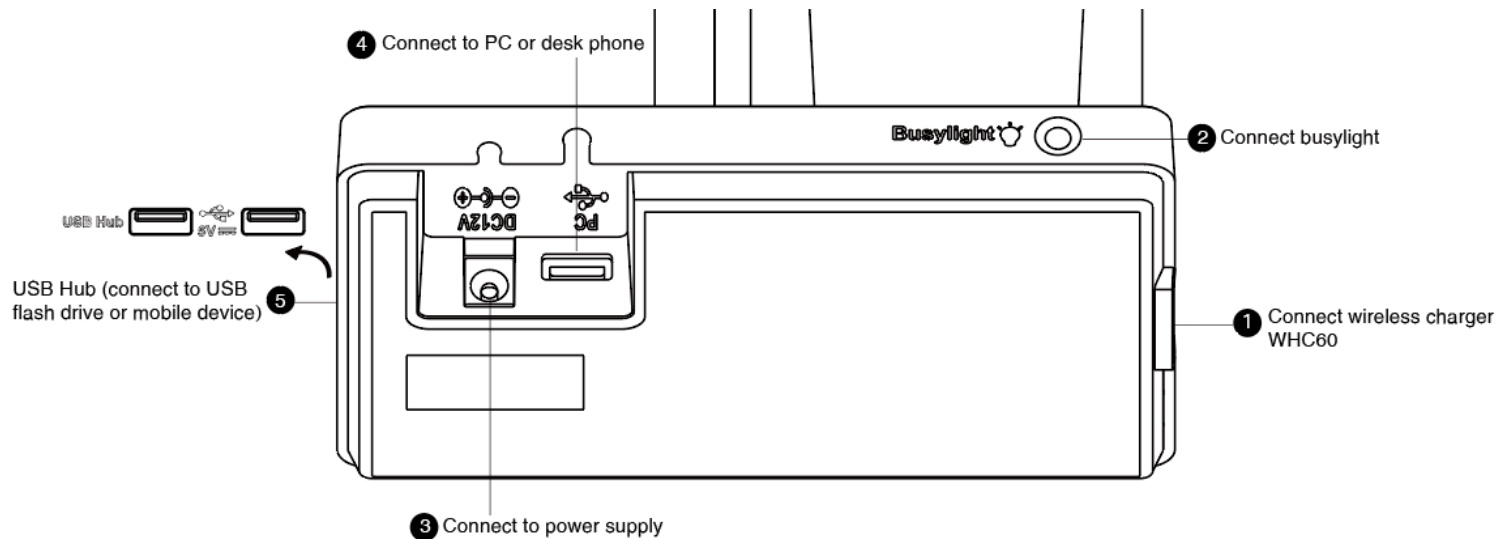 4 Connect to PC or desk phone
Busylight
2 Connect busylight
DC12V
PC
USB Hub
5V
USB Hub (connect to USB
flash drive or mobile device) 5
1 Connect wireless charger
WHC60
3 Connect to power supply